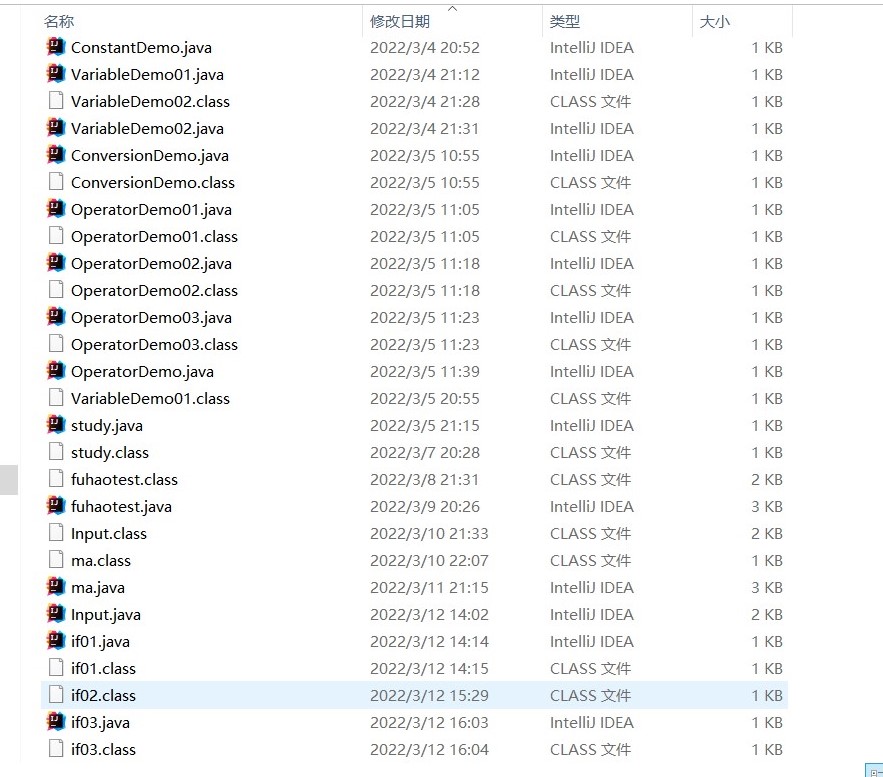 名称 修改日期 类型 大小
ConstantDemo.java 2022/3/4 20:52 IntelliJ IDEA 1 KB
VariableDemo01.java 2022/3/4 21:12 IntelliJ IDEA 1 KB
VariableDemo02.class 2022/3/4 21:28 CLASS 文件 1 KB
VariableDemo02.java 2022/3/4 21:31 IntelliJ IDEA 1 KB
ConversionDemo.java 2022/3/5 10:55 IntelliJ IDEA 1 KB
ConversionDemo.class 2022/3/5 10:55 CLASS 文件 1 KB
OperatorDemo01.java 2022/3/5 11:05 IntelliJ IDEA 1 KB
OperatorDemo01.class 2022/3/5 11:05 CLASS 文件 1 KB
OperatorDemo02.java 2022/3/5 11:18 IntelliJ IDEA 1 KB
OperatorDemo02.class 2022/3/5 11:18 CLASS 文件 1 KB
OperatorDemo03.java 2022/3/5 11:23 IntelliJ IDEA 1 KB
OperatorDemo03.class 2022/3/5 11:23 CLASS 文件 1 KB
OperatorDemo.java 2022/3/5 11:39 IntelliJ IDEA 1 KB
VariableDemo01.class 2022/3/5 20:55 CLASS 文件 1 KB
study.java 2022/3/5 21:15 IntelliJ IDEA 1 KB
study.class 2022/3/7 20:28 CLASS 文件 1 KB
fuhaotest.class 2022/3/8 21:31 CLASS 文件 2 KB
fuhaotest.java 2022/3/9 20:26 IntelliJ IDEA 3 KB
Input.class 2022/3/10 21:33 CLASS 文件 2 KB
ma.class 2022/3/10 22:07 CLASS 文件 1 KB
ma.java 2022/3/11 21:15 IntelliJ IDEA 3 KB
Input.java 2022/3/12 14:02 IntelliJ IDEA 2 KB
if01.java 2022/3/12 14:14 IntelliJ IDEA 1 KB
if01.class 2022/3/12 14:15 CLASS 文件 1 KB
if02.class 2022/3/12 15:29 CLASS 文件 1 KB
if03.java 2022/3/12 16:03 IntelliJ IDEA 1 KB
if03.class 2022/3/12 16:04 CLASS 文件 1 KB